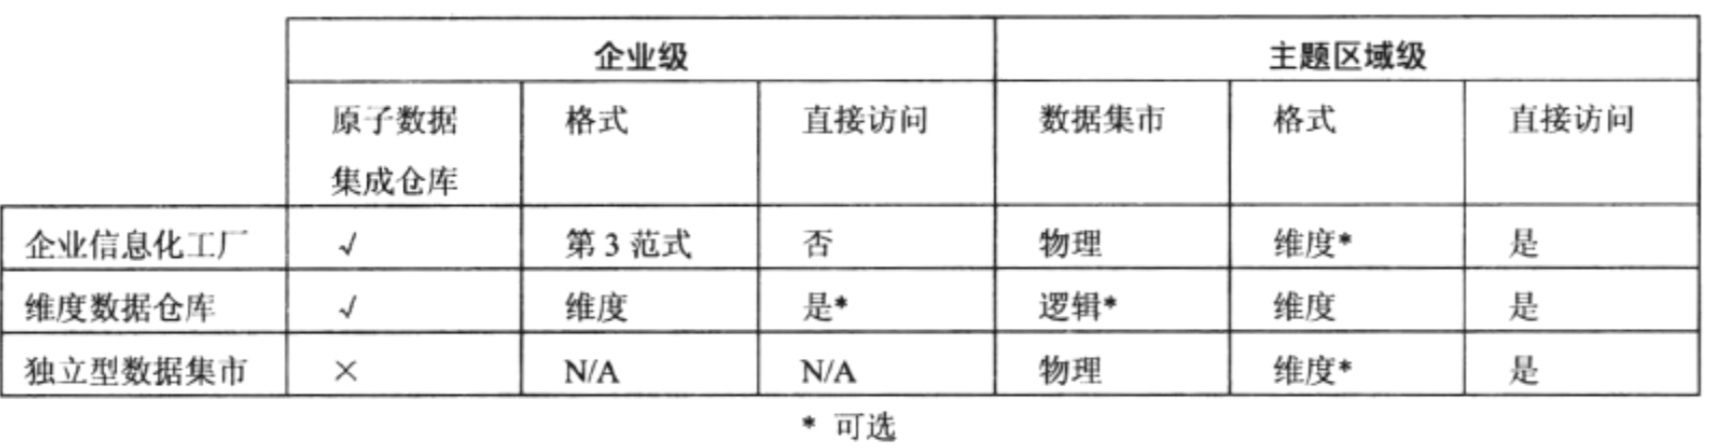 企业级 主题区域级
原子数据 格式 直接访问 数据集市 格式 直接访问
集成仓库
企业信息化工厂 √ 第 3 范式 否 物理 维度* 是
维度数据仓库 √ 维度 是* 逻辑* 维度 是
独立型数据集市 × N/A N/A 物理 维度* 是
* 可选